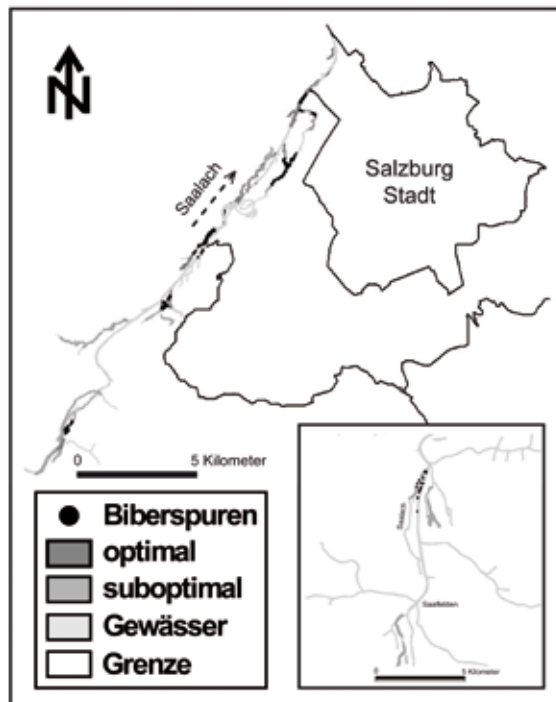 N
Salzburg
Stadt
Saalach
0 5 Kilometer
Biberspuren
optimal
suboptimal
Gewässer
Grenze
Saalach
Saalfelden
0 5 Kilometer